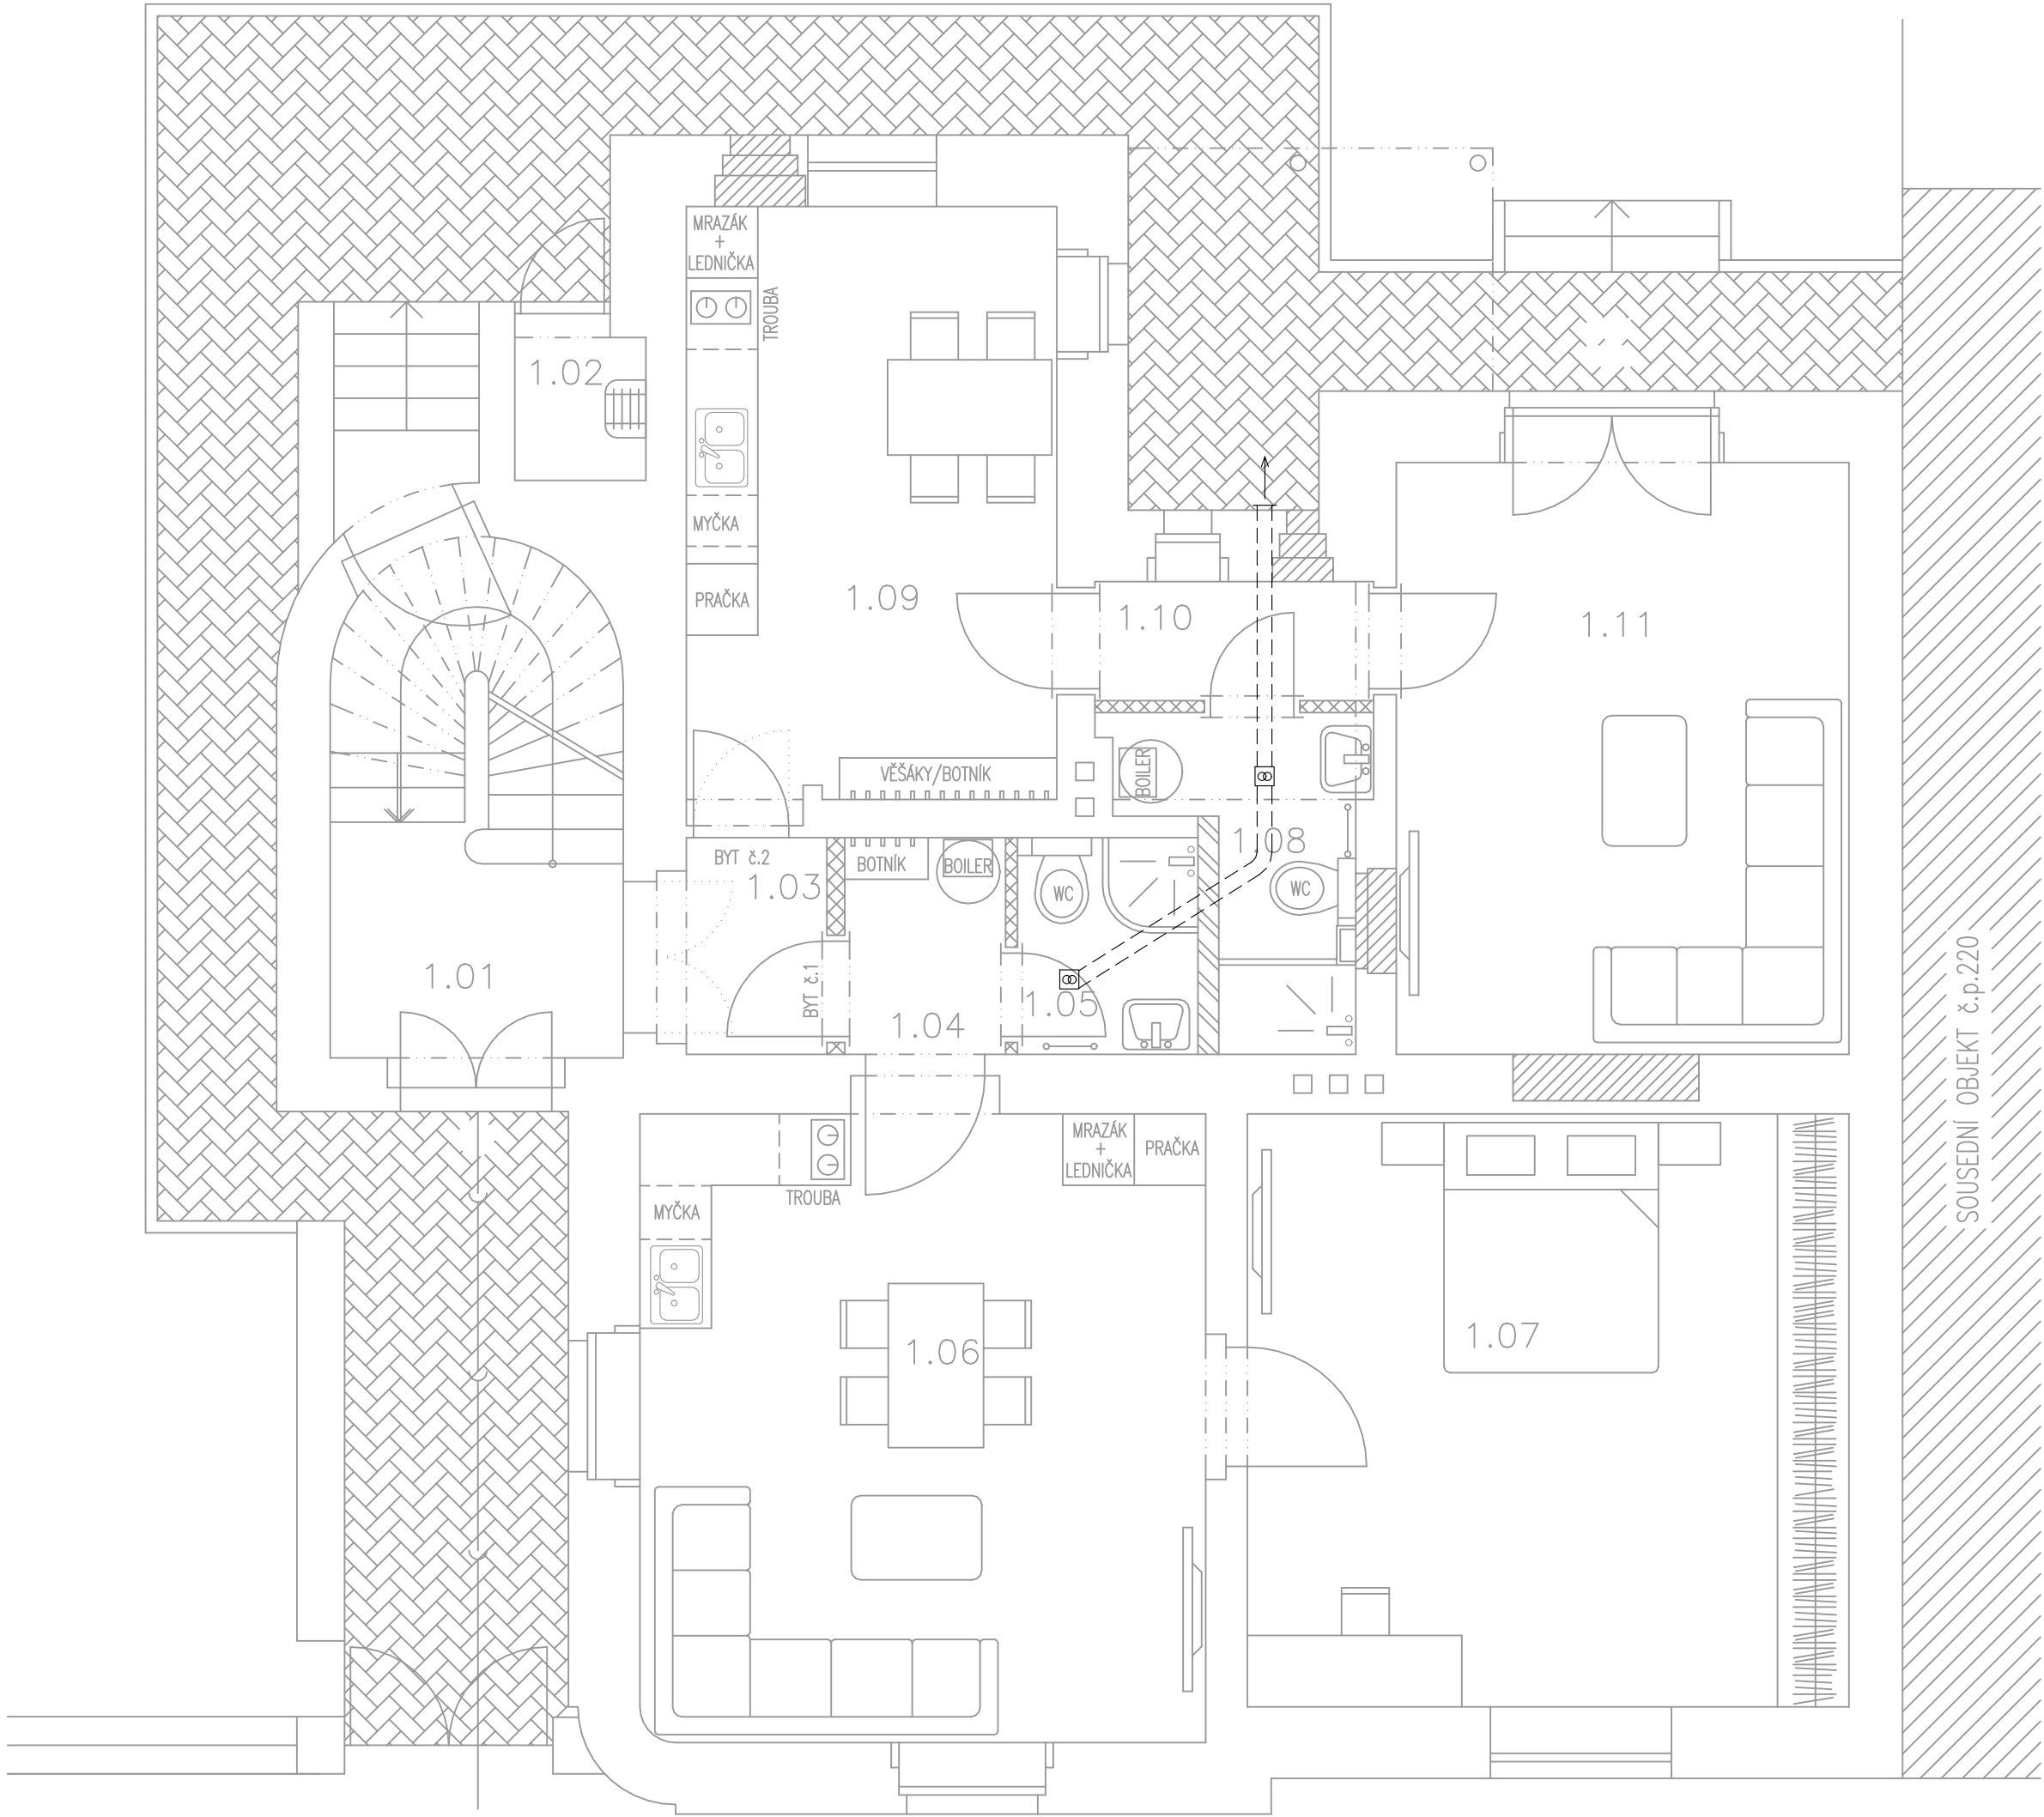 MRAZÁK
+
LEDNIČKA
TROUBA
1.02
MYČKA
PRAČKA
1.09
1.10
1.11
VĚŠÁKY/BOTNÍK
BOILER
1.08
BYT č.2
1.03
BOTNÍK
BOILER
WC
WC
1.01
BYT č.1
1.04
1.05
SOUSEDNÍ OBJEKT č.p.220
MRAZÁK
+
LEDNIČKA
PRAČKA
TROUBA
MYČKA
1.06
1.07